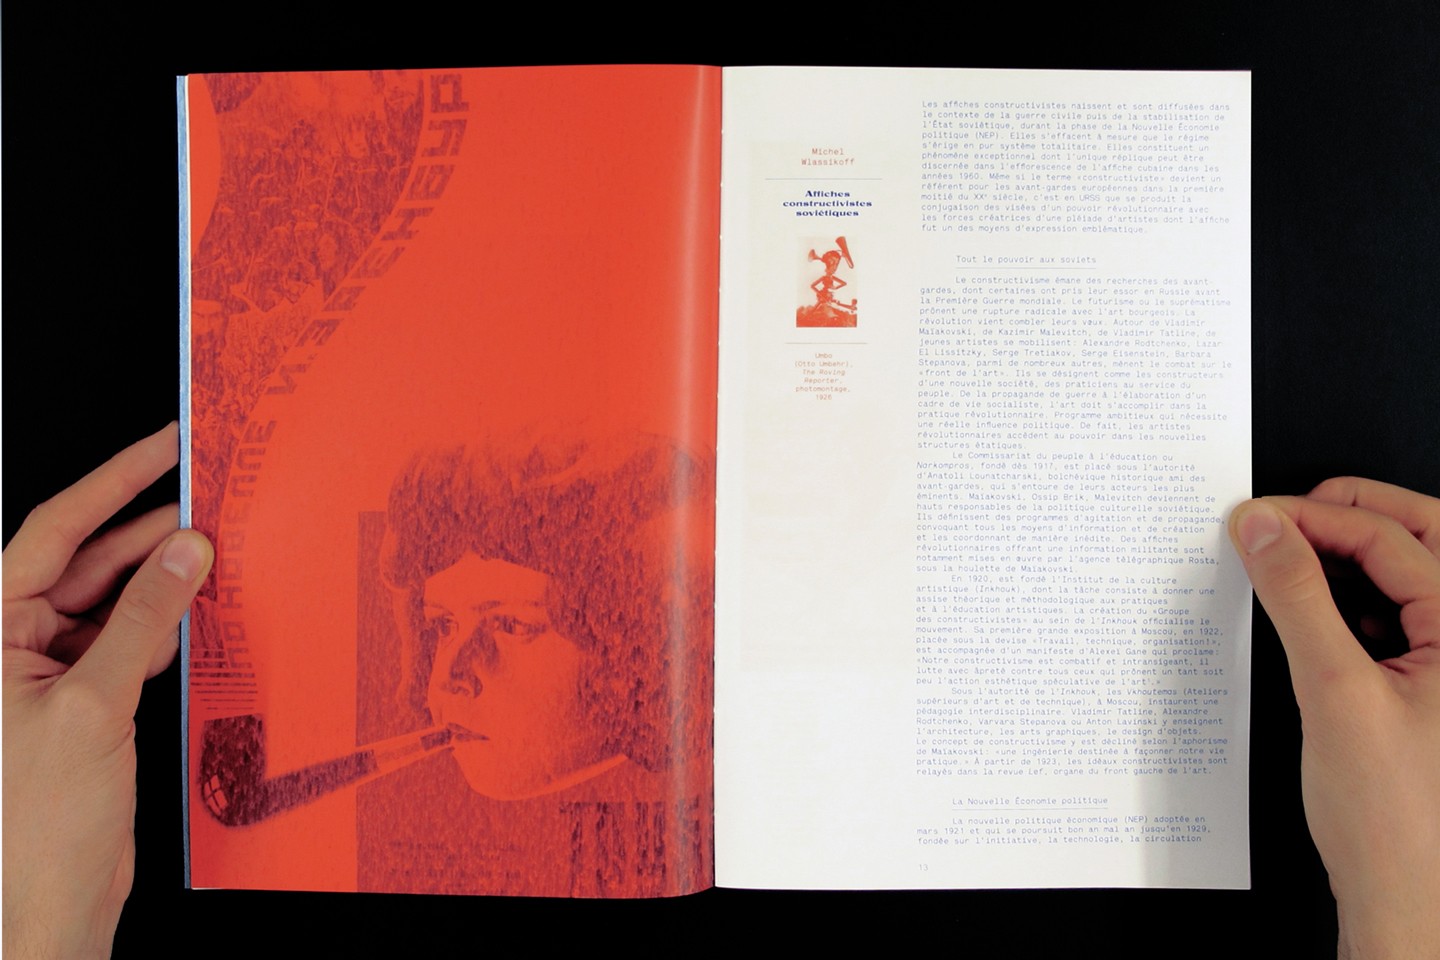 Michel
Wlassikoff
Affiches
constructivistes
soviétiques
Umbo
(Otto Umbehr),
The Roving
Reporter,
photomontage,
1926
Les affiches constructivistes naissent et sont diffusées dans
le contexte de la guerre civile puis de la stabilisation de
l'État soviétique, durant la phase de la Nouvelle Économie
politique (NEP). Elles s'effacent à mesure que le régime
s'érige en pur système totalitaire. Elles constituent un
phénomène exceptionnel dont l'unique réplique peut être
discernée dans l'efflorescence de l'affiche cubaine dans les
années 1960. Même si le terme «constructiviste» devient un
référent pour les avant-gardes européennes dans la première
moitié du XXe siècle, c'est en URSS que se produit la
conjugaison des visées d'un pouvoir révolutionnaire avec
les forces créatrices d'une pléiade d'artistes dont l'affiche
fut un des moyens d'expression emblématique.
Tout le pouvoir aux soviets
Le constructivisme émane des recherches des avant-
gardes, dont certaines ont pris leur essor en Russie avant
la Première Guerre mondiale. Le futurisme ou le suprématisme
prônent une rupture radicale avec l'art bourgeois. La
révolution vient combler leurs vœux. Autour de Vladimir
Maïakovski, de Kazimir Malevitch, de Vladimir Tatline, de
jeunes artistes se mobilisent: Alexandre Rodtchenko, Lazar
El Lissitzky, Serge Tretiakov, Serge Eisenstein, Barbara
Stepanova, parmi de nombreux autres, mènent le combat sur le
«front de l'art». Ils se désignent comme les constructeurs
d'une nouvelle société, des praticiens au service du
peuple. De la propagande de guerre à l'élaboration d'un
cadre de vie socialiste, l'art doit s'accomplir dans la
pratique révolutionnaire. Programme ambitieux qui nécessite
une réelle influence politique. De fait, les artistes
révolutionnaires accèdent au pouvoir dans les nouvelles
structures étatiques.
Le Commissariat du peuple à l'éducation ou
Narkompros, fondé dès 1917, est placé sous l'autorité
d'Anatoli Lounatcharski, bolchévique historique ami des
avant-gardes, qui s'entoure de leurs acteurs les plus
éminents. Maïakovski, Ossip Brik, Malevitch deviennent de
hauts responsables de la politique culturelle soviétique.
Ils définissent des programmes d'agitation et de propagande,
convoquant tous les moyens d'information et de création
et les coordonnant de manière inédite. Des affiches
révolutionnaires offrant une information militante sont
notamment mises en œuvre par l'agence télégraphique Rosta,
sous la houlette de Maïakovski.
En 1920, est fondé l'Institut de la culture
artistique (Inkhouk), dont la tâche consiste à donner une
assise théorique et méthodologique aux pratiques
et à l'éducation artistiques. La création du «Groupe
des constructivistes» au sein de l'Inkhouk officialise le
mouvement. Sa première grande exposition à Moscou, en 1922,
placée sous la devise «Travail, technique, organisation!»,
est accompagnée d'un manifeste d'Alexeï Gane qui proclame:
«Notre constructivisme est combatif et intransigeant, il
lutte avec âpreté contre tous ceux qui prônent un tant soit
peu l'action esthétique spéculative de l'art¹.»
Sous l'autorité de l'Inkhouk, les Vkhoutemas (Ateliers
supérieurs d'art et de technique), à Moscou, instaurent une
pédagogie interdisciplinaire. Vladimir Tatline, Alexandre
Rodtchenko, Varvara Stepanova ou Anton Lavinski y enseignent
l'architecture, les arts graphiques, le design d'objets.
Le concept de constructivisme y est décliné selon l'aphorisme
de Maïakovski: «une ingénierie destinée à façonner notre vie
pratique.» À partir de 1923, les idéaux constructivistes sont
relayés dans la revue Lef, organe du front gauche de l'art.
La Nouvelle Économie politique
La nouvelle politique économique (NEP) adoptée en
mars 1921 et qui se poursuit bon an mal an jusqu'en 1929,
fondée sur l'initiative, la technologie, la circulation
13